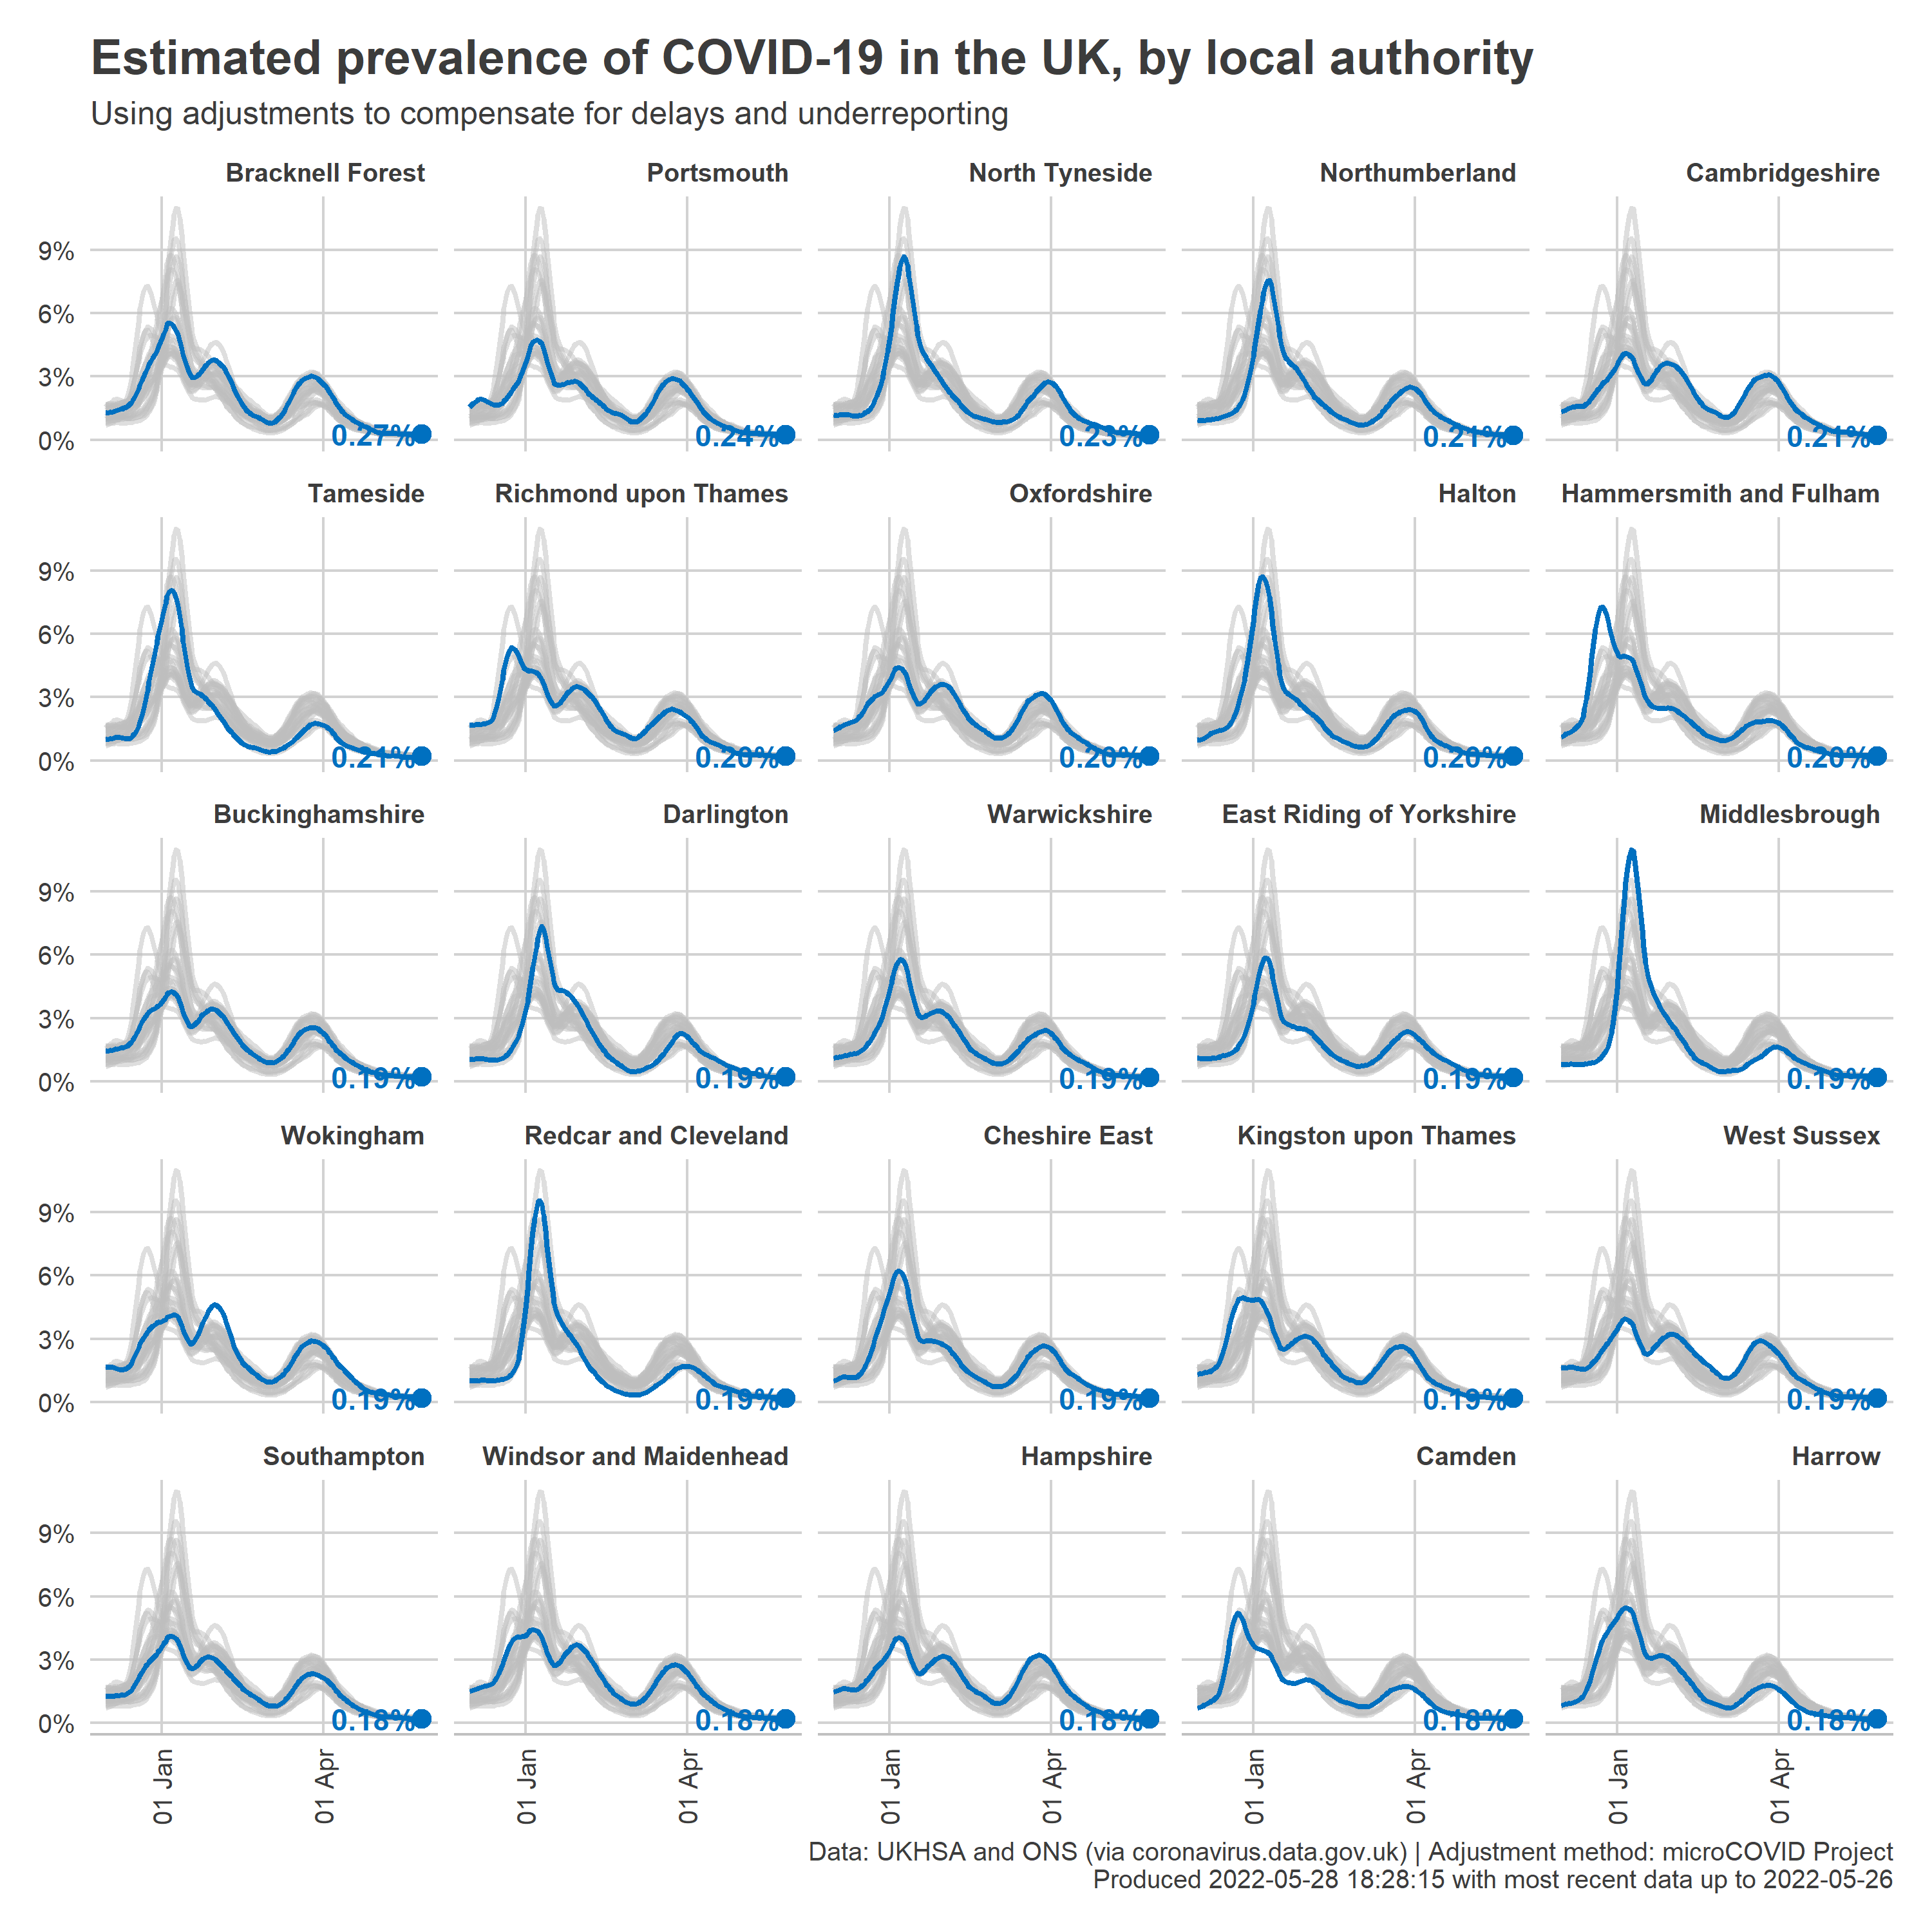 Estimated prevalence of COVID-19 in the UK, by local authority
Using adjustments to compensate for delays and underreporting
Bracknell Forest
Portsmouth
North Tyneside
Northumberland
Cambridgeshire
9%
6%
3%
0%
0.27%
0.24%
0.23%
0.21%
0.21%
Tameside
Richmond upon Thames
Oxfordshire
Halton
Hammersmith and Fulham
9%
6%
3%
0%
0.21%
0.20%
0.20%
0.20%
0.20%
Buckinghamshire
Darlington
Warwickshire
East Riding of Yorkshire
Middlesbrough
9%
6%
3%
0%
0.19%
0.19%
0.19%
0.19%
0.19%
Wokingham
Redcar and Cleveland
Cheshire East
Kingston upon Thames
West Sussex
9%
6%
3%
0%
0.19%
0.19%
0.19%
0.19%
0.19%
Southampton
Windsor and Maidenhead
Hampshire
Camden
Harrow
9%
6%
3%
0%
0.18%
0.18%
0.18%
0.18%
0.18%
01 Jan
01 Apr
01 Jan
01 Apr
01 Jan
01 Apr
01 Jan
01 Apr
01 Jan
01 Apr
Data: UKHSA and ONS (via coronavirus.data.gov.uk) | Adjustment method: microCOVID Project
Produced 2022-05-28 18:28:15 with most recent data up to 2022-05-26